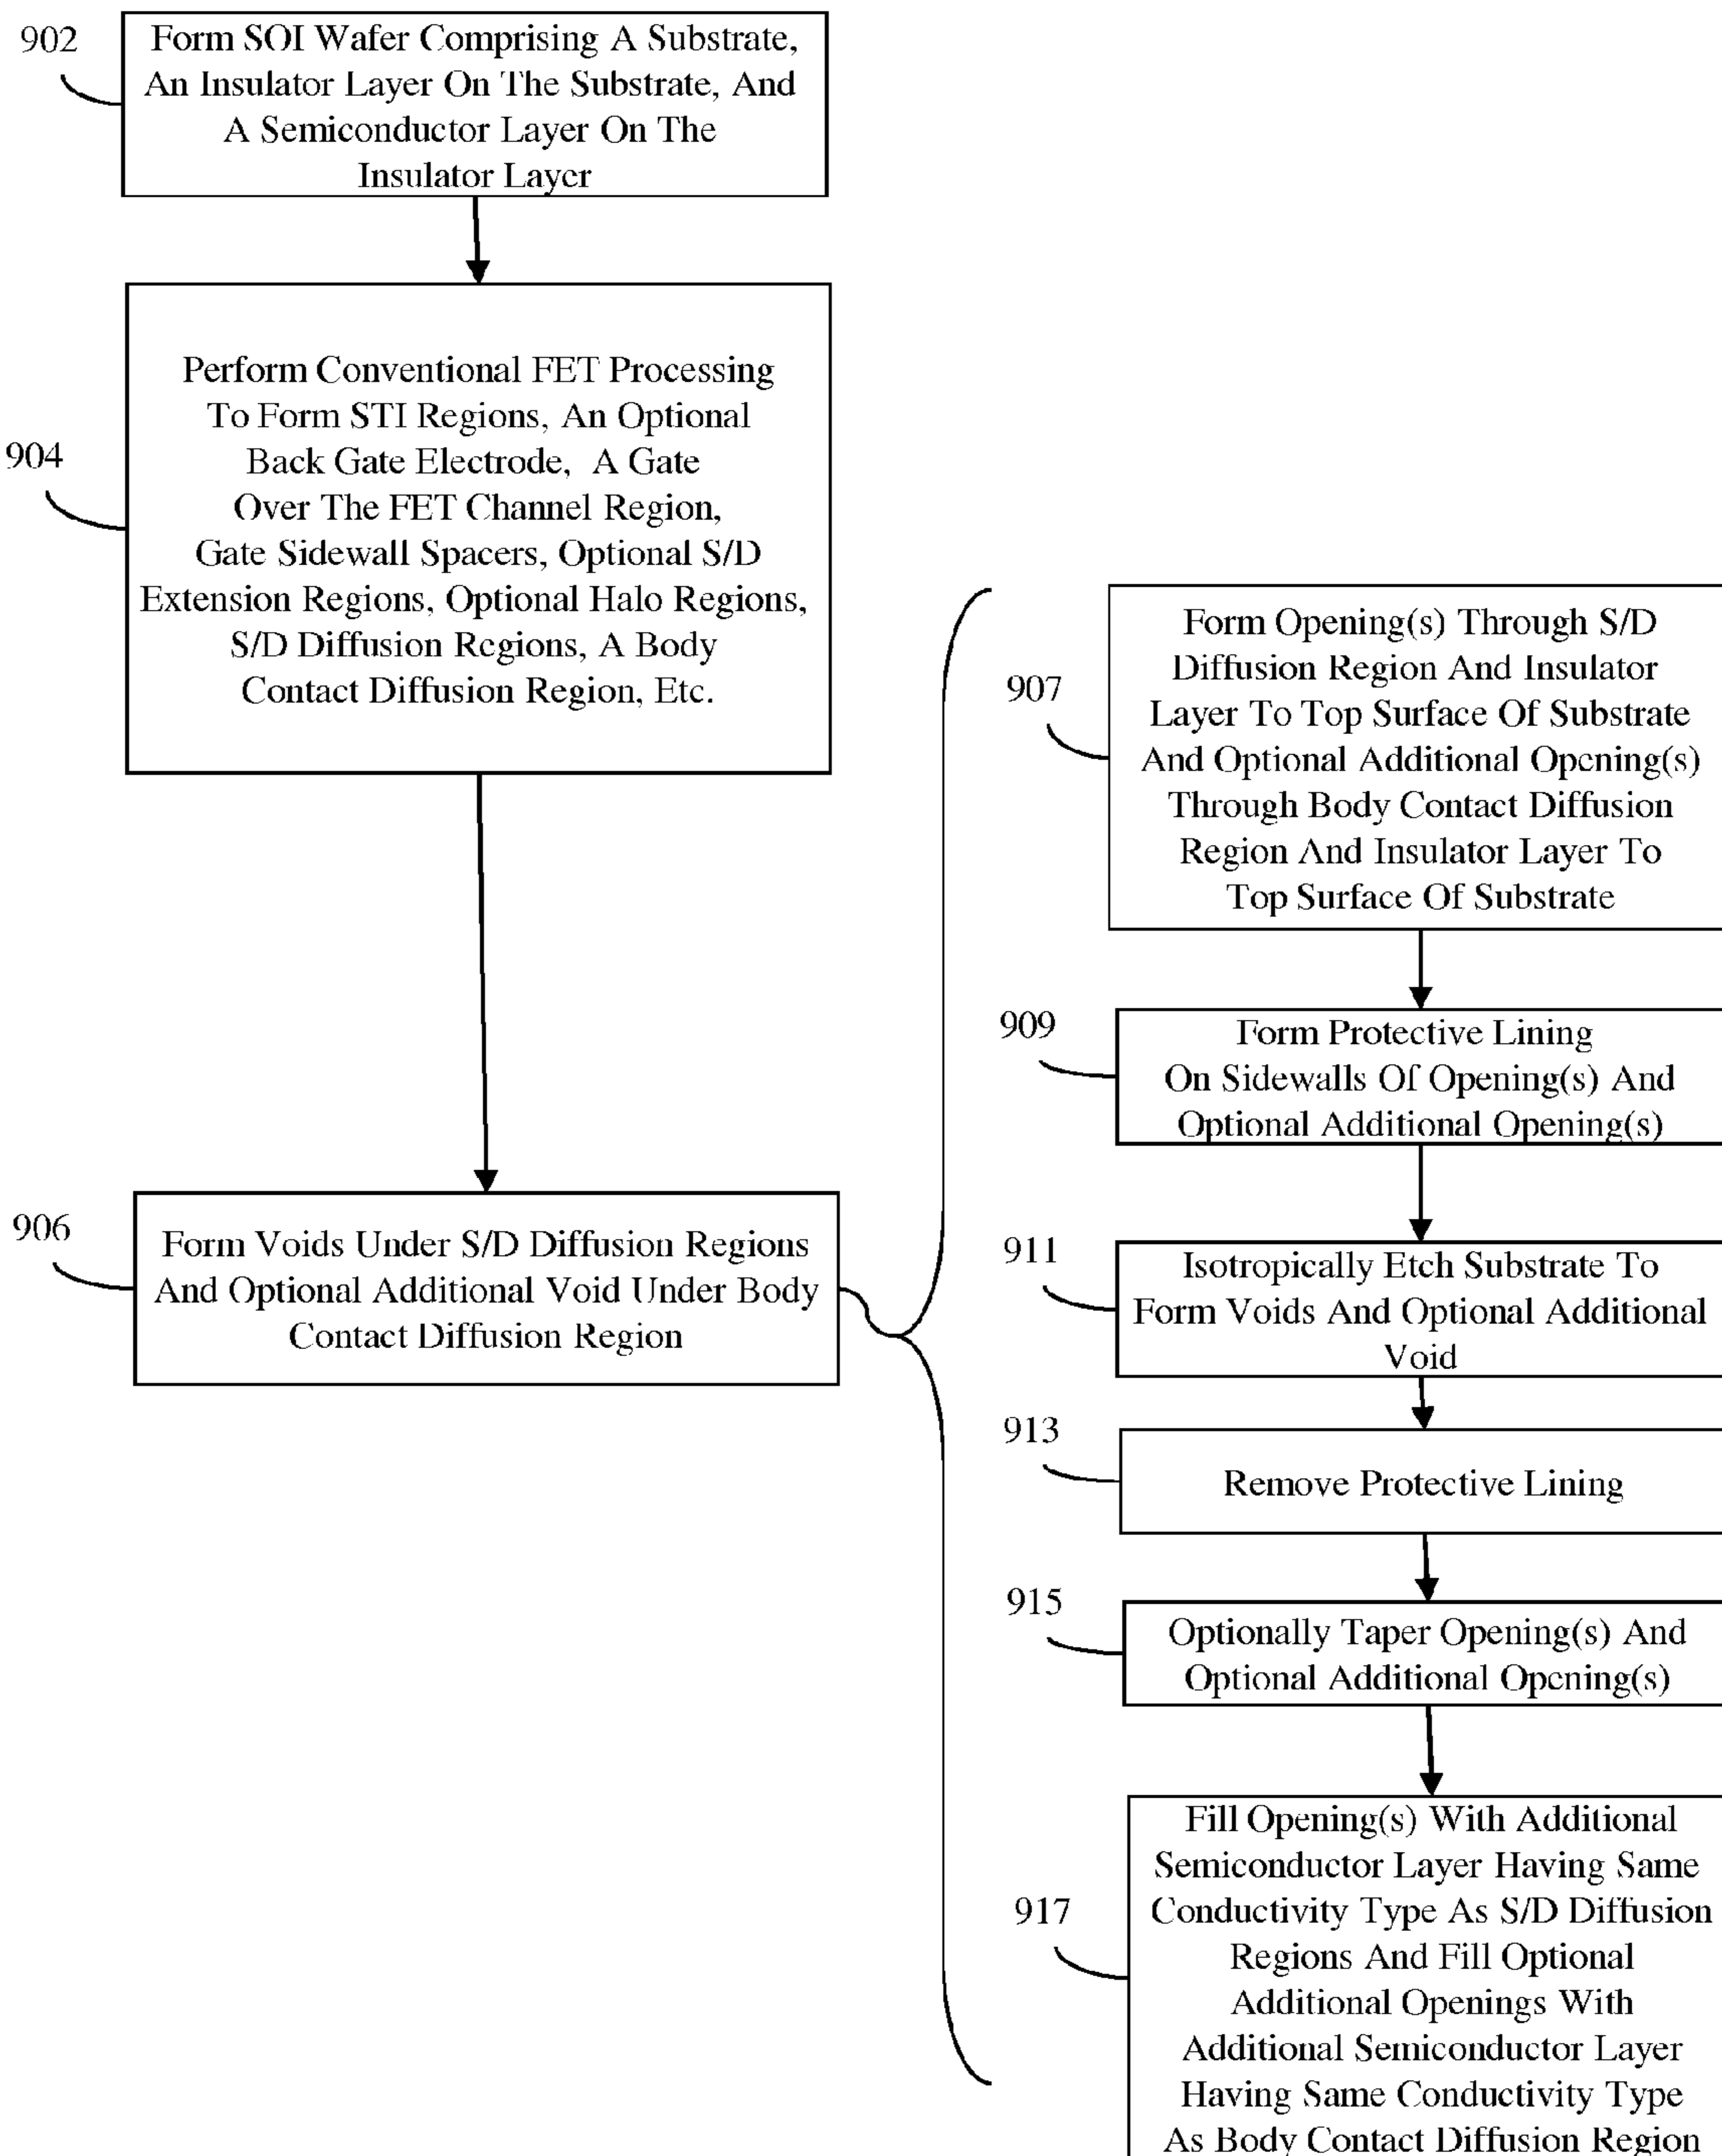 902
Form SOI Wafer Comprising A Substrate,
An Insulator Layer On The Substrate, And
A Semiconductor Layer On The
Insulator Layer
904
Perform Conventional FET Processing
To Form STI Regions, An Optional
Back Gate Electrode, A Gate
Over The FET Channel Region,
Gate Sidewall Spacers, Optional S/D
Extension Regions, Optional Halo Regions,
S/D Diffusion Regions, A Body
Contact Diffusion Region, Etc.
906
Form Voids Under S/D Diffusion Regions
And Optional Additional Void Under Body
Contact Diffusion Region
907
Form Opening(s) Through S/D
Diffusion Region And Insulator
Layer To Top Surface Of Substrate
And Optional Additional Opening(s)
Through Body Contact Diffusion
Region And Insulator Layer To
Top Surface Of Substrate
909
Form Protective Lining
On Sidewalls Of Opening(s) And
Optional Additional Opening(s)
911
Isotropically Etch Substrate To
Form Voids And Optional Additional
Void
913
Remove Protective Lining
915
Optionally Taper Opening(s) And
Optional Additional Opening(s)
917
Fill Opening(s) With Additional
Semiconductor Layer Having Same
Conductivity Type As S/D Diffusion
Regions And Fill Optional
Additional Openings With
Additional Semiconductor Layer
Having Same Conductivity Type
As Body Contact Diffusion Region